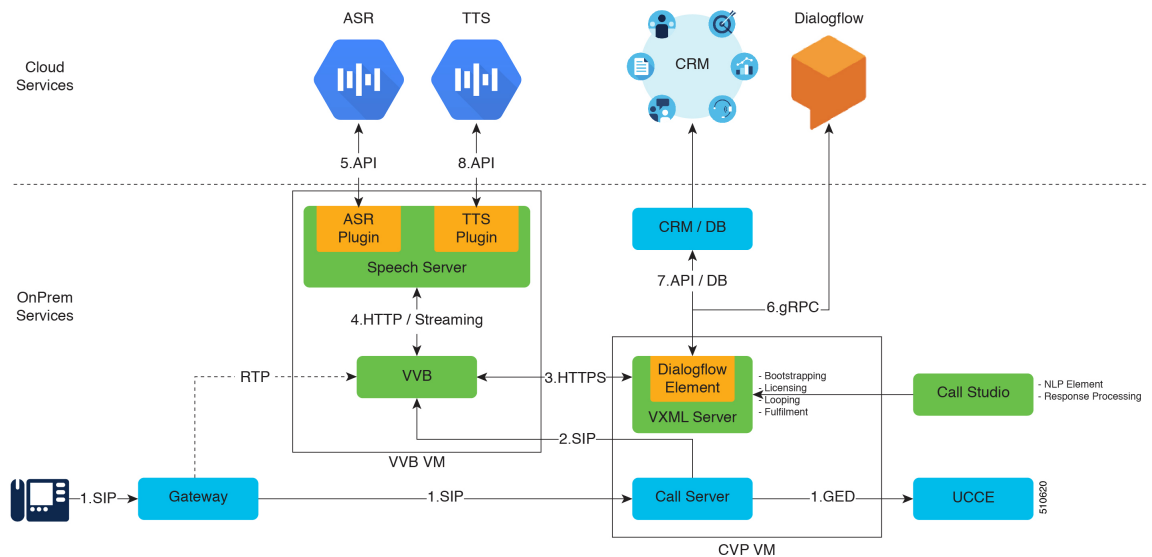 ASR
TTS
Dialogflow
Cloud
Services
CRM
5.API
8.API
ASR
Plugin
TTS
Plugin
Speech Server
CRM / DB
7.API / DB
OnPrem
Services
4.HTTP / Streaming
6.gRPC
RTP
VVB
3.HTTPS
Dialogflow
Element
VXML Server
- Bootstrapping
- Licensing
- Looping
- Fulfilment
Call Studio
- NLP Element
- Response Processing
2.SIP
VVB VM
1.SIP
Gateway
1.SIP
Call Server
1.GED
UCCE
510620
CVP VM